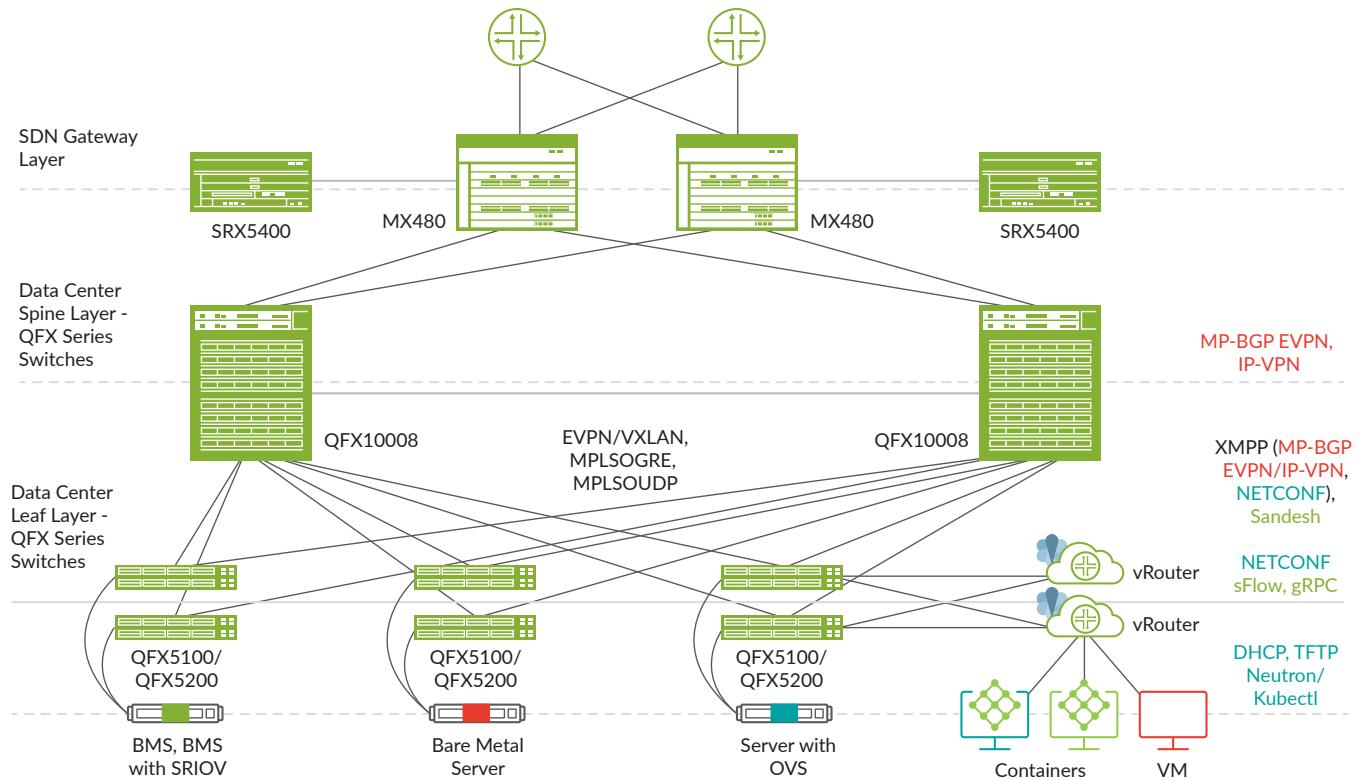 SDN Gateway
Layer
SRX5400
MX480
MX480
SRX5400
Data Center
Spine Layer -
QFX Series
Switches
MP-BGP EVPN,
IP-VPN
QFX10008
EVPN/VXLAN,
MPLSOGRE,
MPLSOUDP
QFX10008
XMPP (MP-BGP
EVPN/IP-VPN,
NETCONF),
Sandesh
Data Center
Leaf Layer -
QFX Series
Switches
vRouter
NETCONF
sFlow, gRPC
vRouter
QFX5100/
QFX5200
QFX5100/
QFX5200
QFX5100/
QFX5200
DHCP, TFTP
Neutron/
Kubectl
BMS, BMS
with SRIOV
Bare Metal
Server
Server with
OVS
Containers
VM